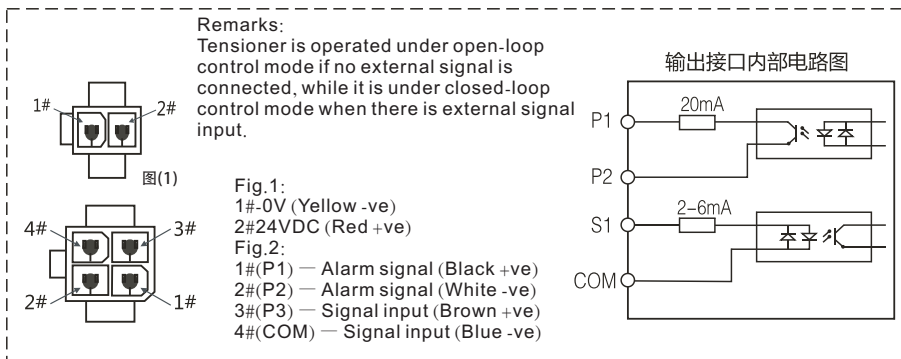 Remarks:
Tensioner is operated under open-loop
control mode if no external signal is
connected, while it is under closed-loop
control mode when there is external signal
input.
1#
2#
图(1)
4#
3#
2#
1#
Fig.1:
1#-0V (Yellow -ve)
2#24VDC (Red +ve)
Fig.2:
1#(P1) — Alarm signal (Black +ve)
2#(P2) — Alarm signal (White -ve)
3#(P3) — Signal input (Brown +ve)
4#(COM) — Signal input (Blue -ve)
输出接口内部电路图
P1
20mA
P2
S1
2-6mA
COM